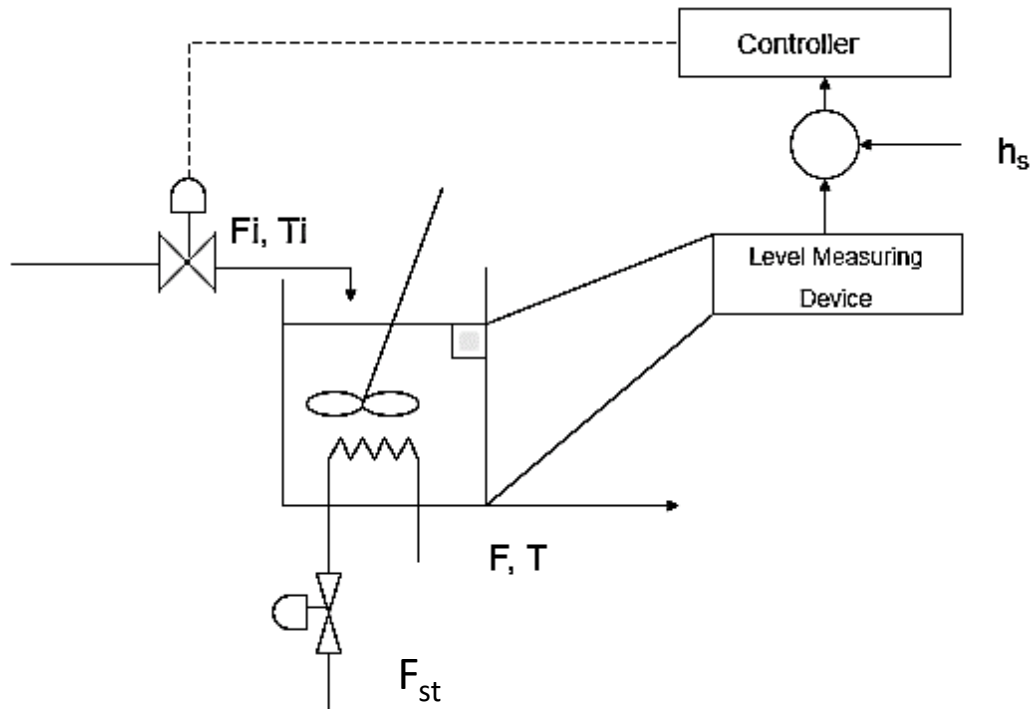 Controller
hs
Fi, Ti
Level Measuring
Device
F, T
Fst